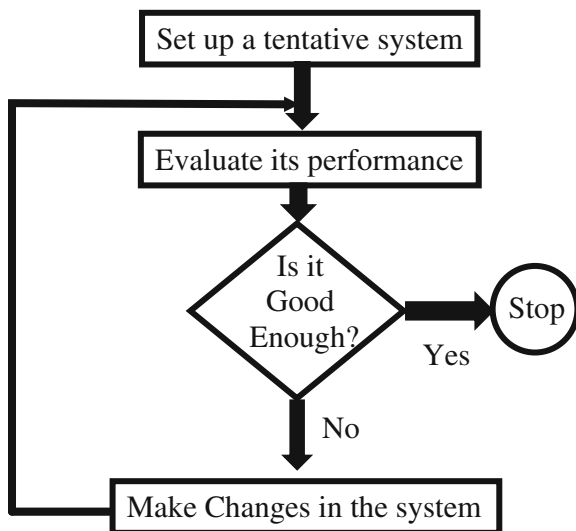 Set up a tentative system
Evaluate its performance
Is it
Good
Enough?
Stop
Yes
No
Make Changes in the system